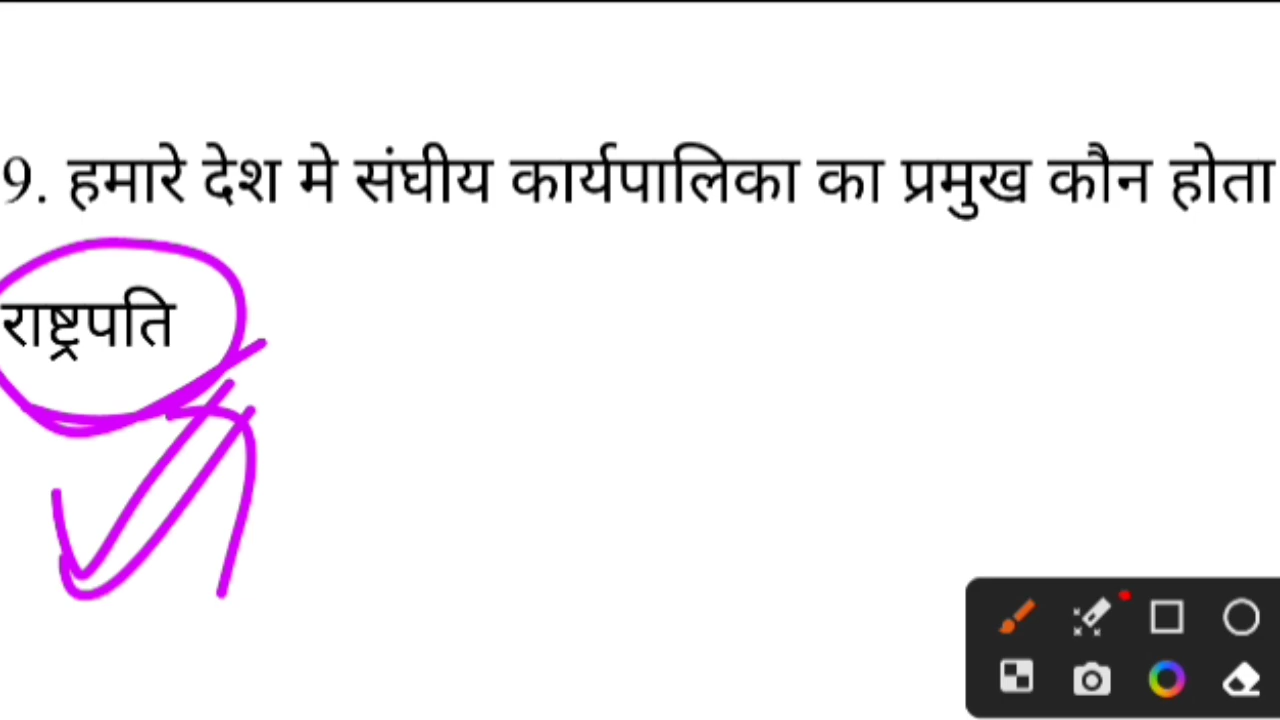 9. हमारे देश मे संघीय कार्यपालिका का प्रमुख कौन होता
राष्ट्रपति